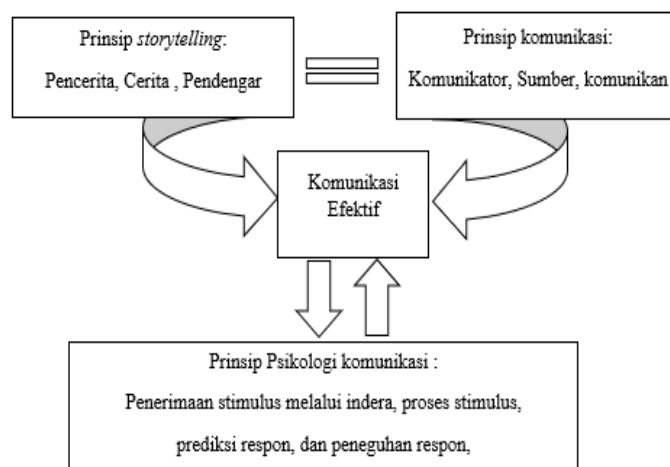 Prinsip storytelling:
Pencerita, Cerita , Pendengar
Prinsip komunikasi:
Komunikator, Sumber, komunikan
Komunikasi
Efektif
Prinsip Psikologi komunikasi :
Penerimaan stimulus melalui indera, proses stimulus,
prediksi respon, dan peneguhan respon,